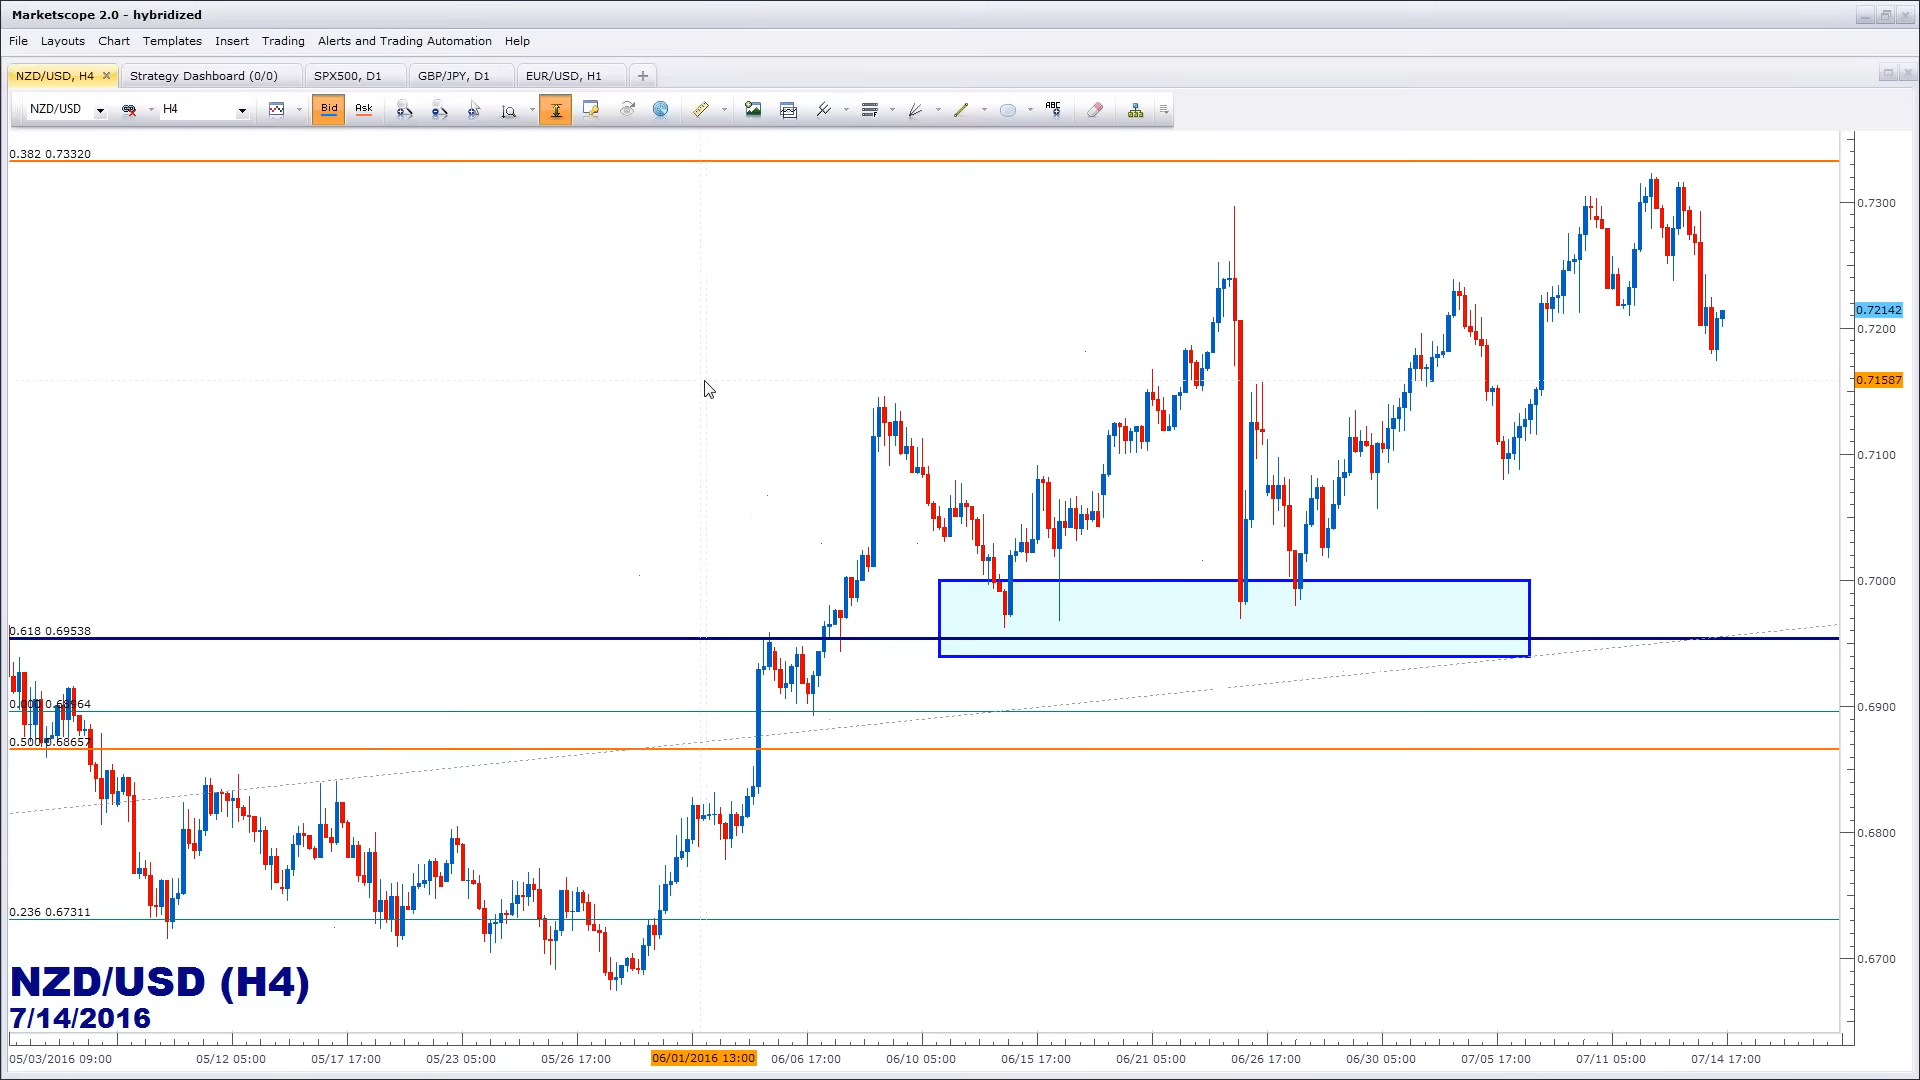 Marketscope 2.0 - hybridized
File Layouts Chart Templates Insert Trading Alerts and Trading Automation Help
NZD/USD, H4 Strategy Dashboard (0/0) SPX500, D1 GBP/JPY, D1 EUR/USD, H1
NZD/USD H4 Bid Ask ABC
0.382 0.73320
0.7300
0.72142
0.7200
0.71587
0.7100
0.7000
0.618 0.69538
0.000 0.68964
0.6900
0.500 0.68657
0.6800
0.236 0.67311
0.6700
NZD/USD (H4)
7/14/2016
05/03/2016 09:00 05/12 05:00 05/17 17:00 05/23 05:00 05/26 17:00 06/01/2016 13:00 06/06 17:00 06/10 05:00 06/15 17:00 06/21 05:00 06/26 17:00 06/30 05:00 07/05 17:00 07/11 05:00 07/14 17:00